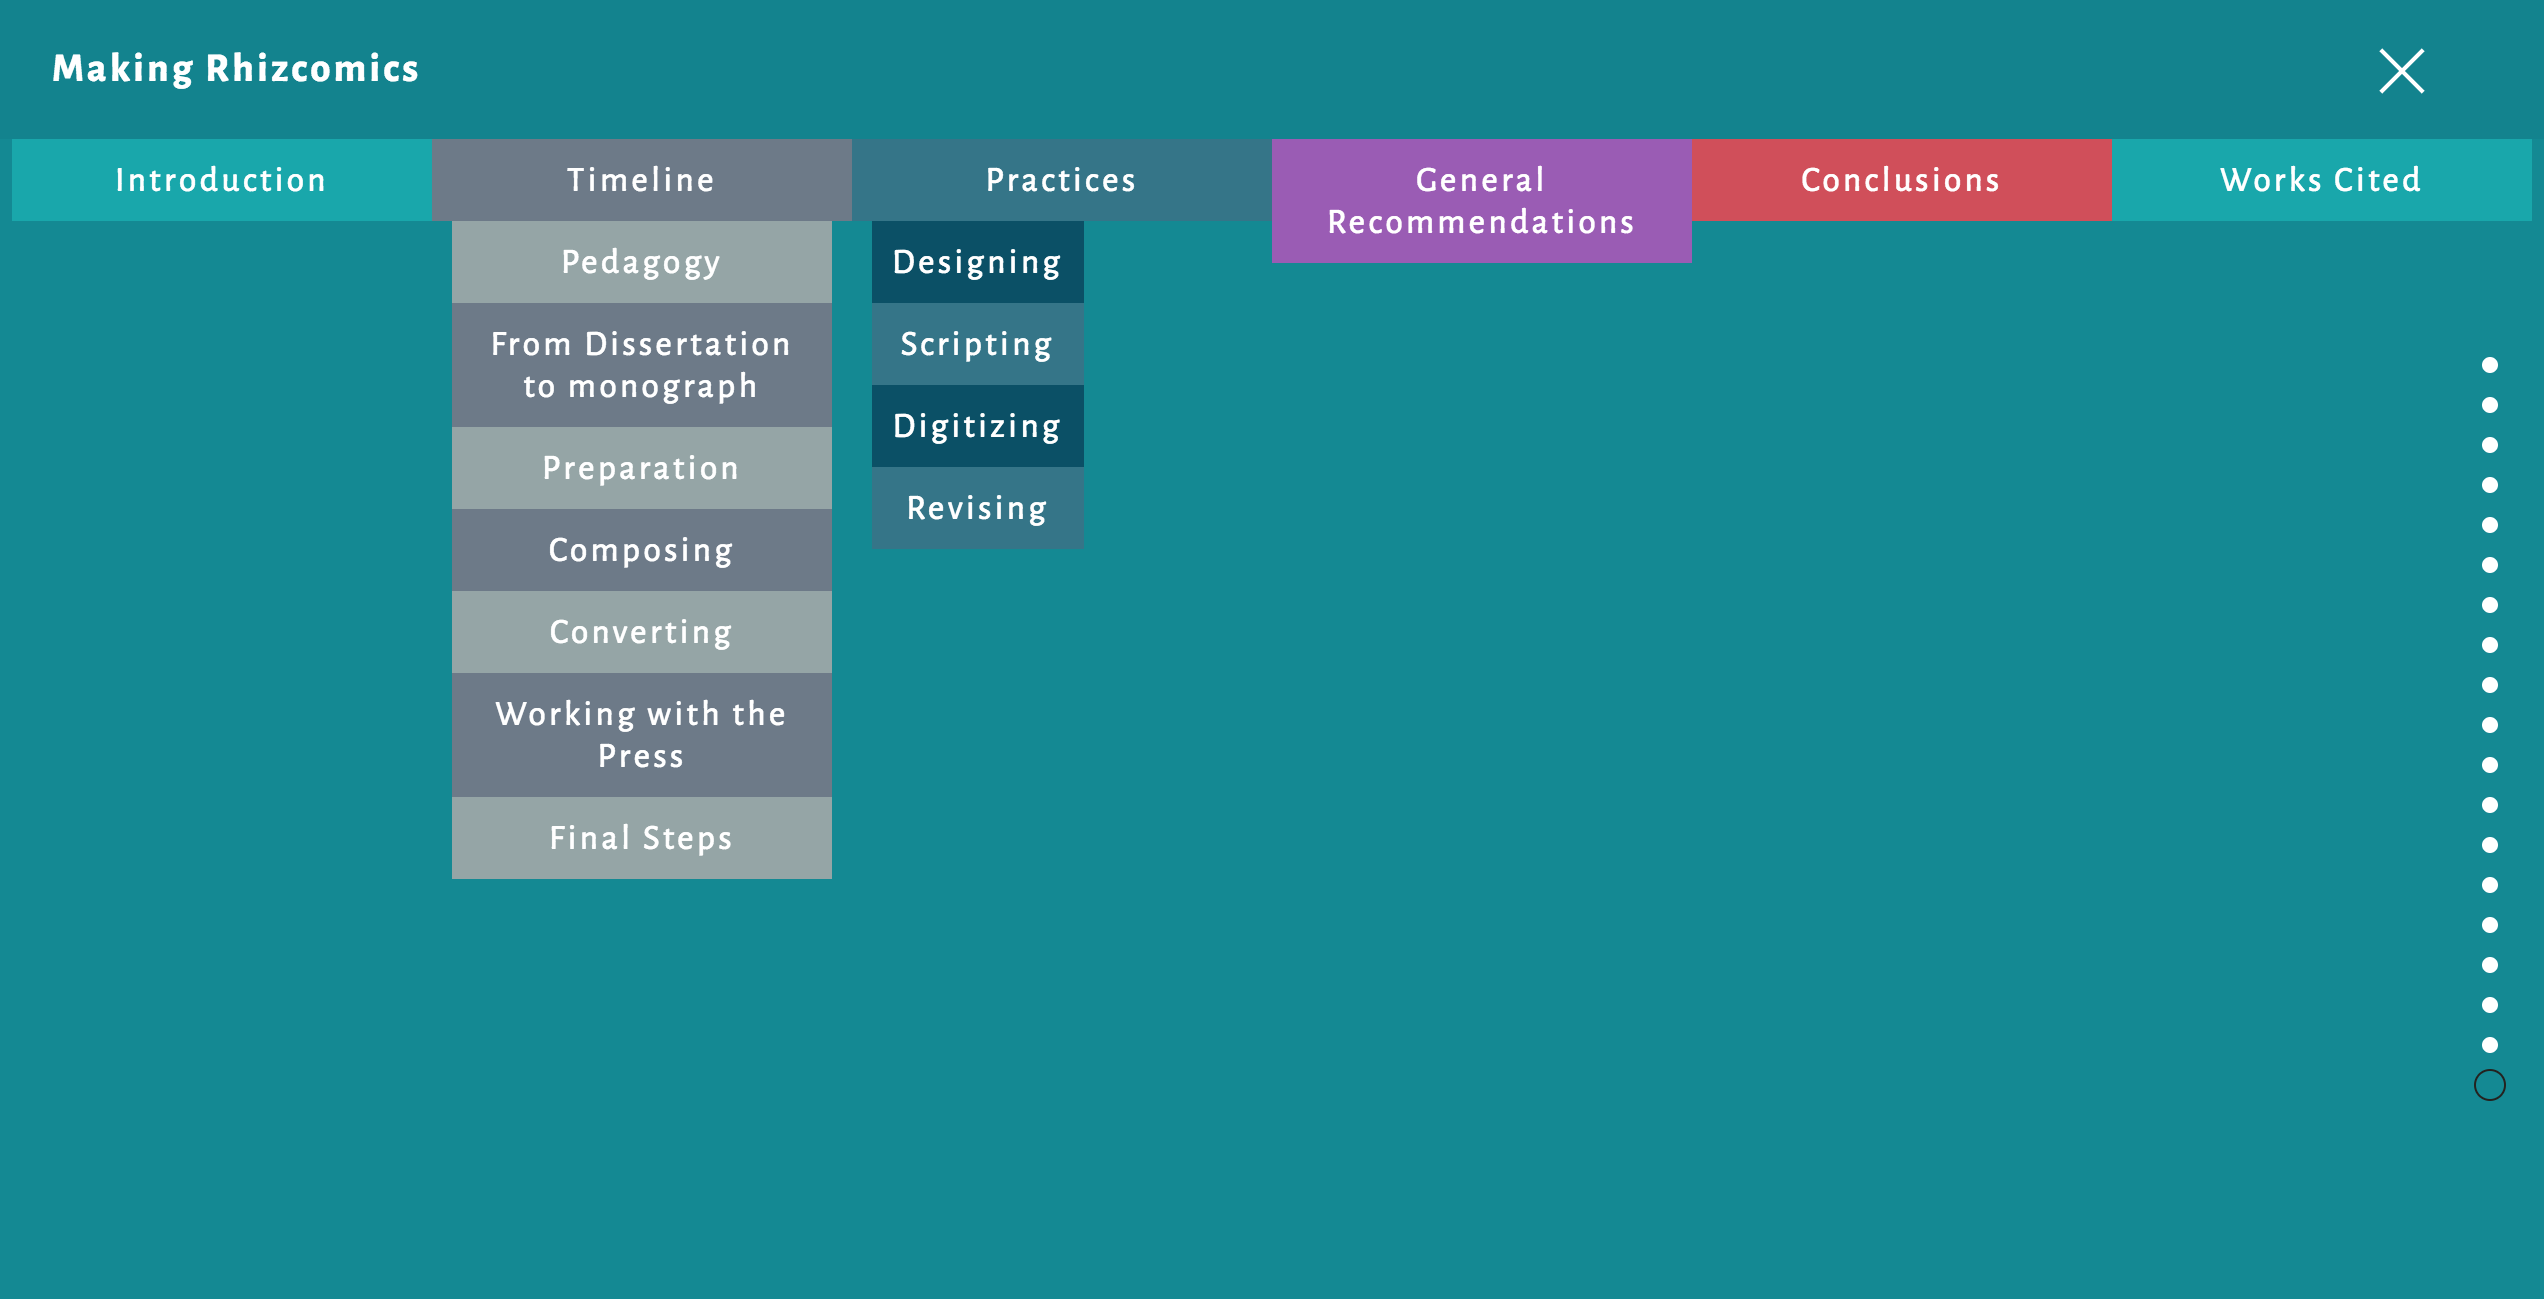 Making Rhizcomics
Introduction
Timeline
Practices
General
Recommendations
Conclusions
Works Cited
Pedagogy
From Dissertation
to monograph
Preparation
Composing
Converting
Working with the
Press
Final Steps
Designing
Scripting
Digitizing
Revising